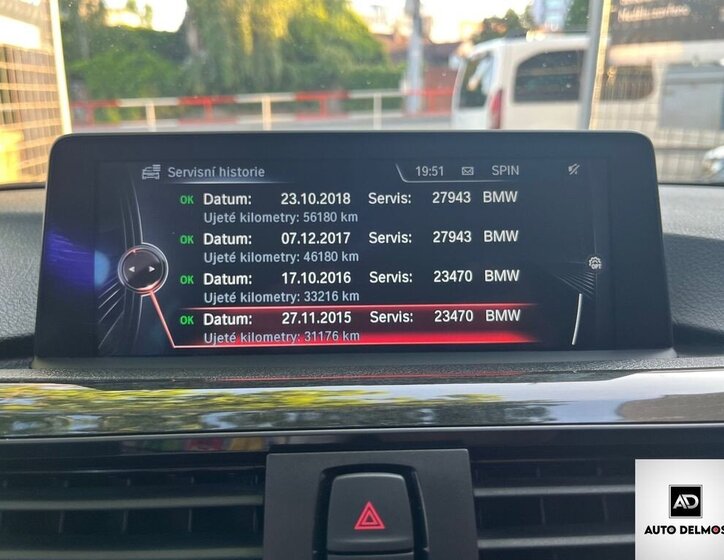 Servisní historie
19:51 SPIN
OK Datum: 23.10.2018 Servis: 27943 BMW
Ujeté kilometry: 56180 km
OK Datum: 07.12.2017 Servis: 27943 BMW
Ujeté kilometry: 46180 km
OK Datum: 17.10.2016 Servis: 23470 BMW
Ujeté kilometry: 33216 km
OK Datum: 27.11.2015 Servis: 23470 BMW
Ujeté kilometry: 31176 km
OPT
AD
AUTO DELMOS